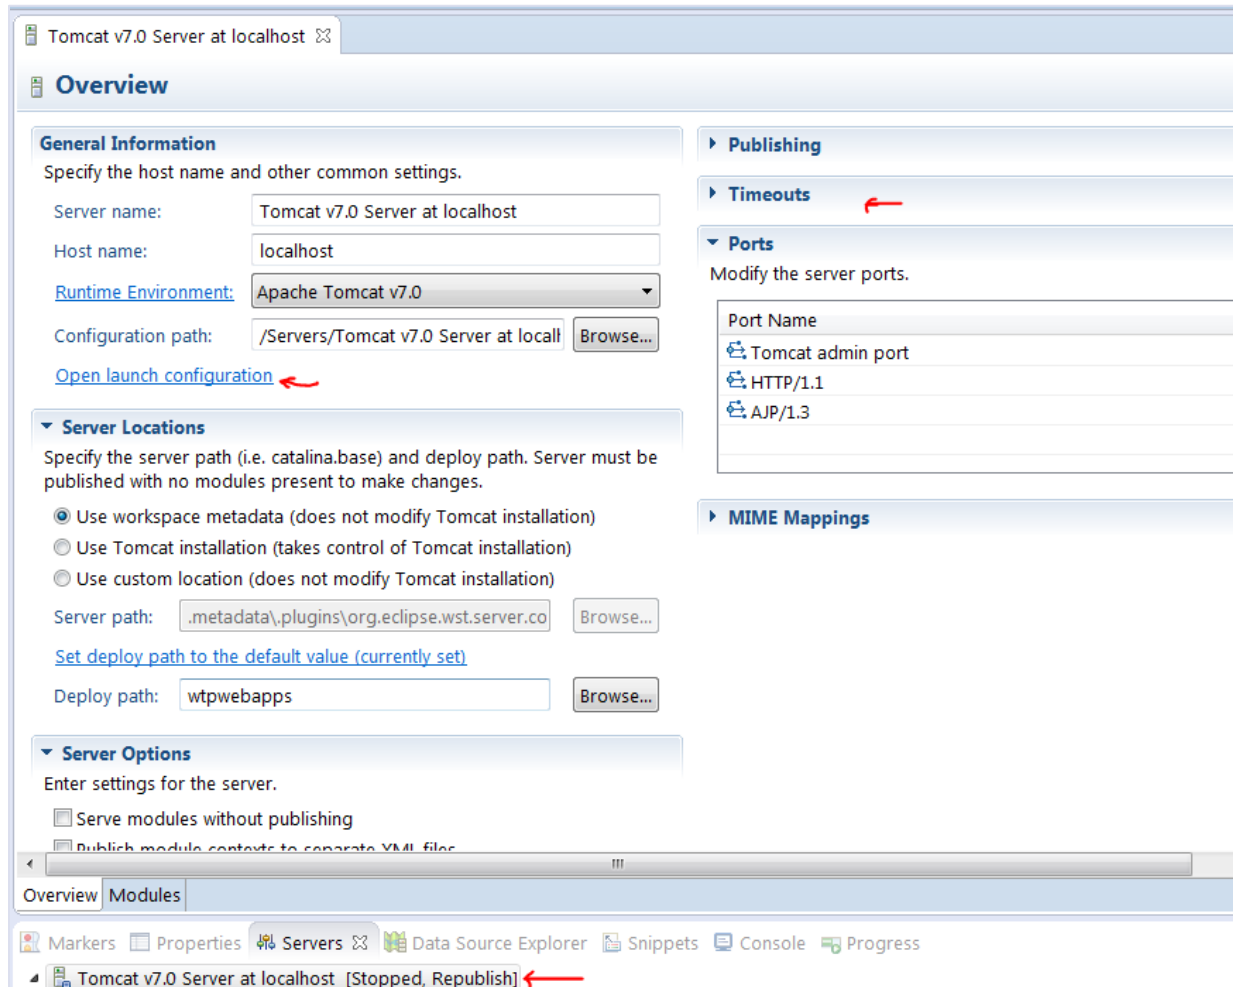 Tomcat v7.0 Server at localhost
Overview
General Information
Specify the host name and other common settings.
Server name: Tomcat v7.0 Server at localhost
Host name: localhost
Runtime Environment: Apache Tomcat v7.0
Configuration path: /Servers/Tomcat v7.0 Server at locall Browse...
Open launch configuration
Server Locations
Specify the server path (i.e. catalina.base) and deploy path. Server must be
published with no modules present to make changes.
Use workspace metadata (does not modify Tomcat installation)
Use Tomcat installation (takes control of Tomcat installation)
Use custom location (does not modify Tomcat installation)
Server path: .metadata\.plugins\org.eclipse.wst.server.co Browse...
Set deploy path to the default value (currently set)
Deploy path: wtpwebapps Browse...
Server Options
Enter settings for the server.
Serve modules without publishing
Publish module contexts to separate XML files
Publishing
Timeouts
Ports
Modify the server ports.
Port Name
Tomcat admin port
HTTP/1.1
AJP/1.3
MIME Mappings
Overview Modules
Markers Properties Servers Data Source Explorer Snippets Console Progress
Tomcat v7.0 Server at localhost [Stopped, Republish]